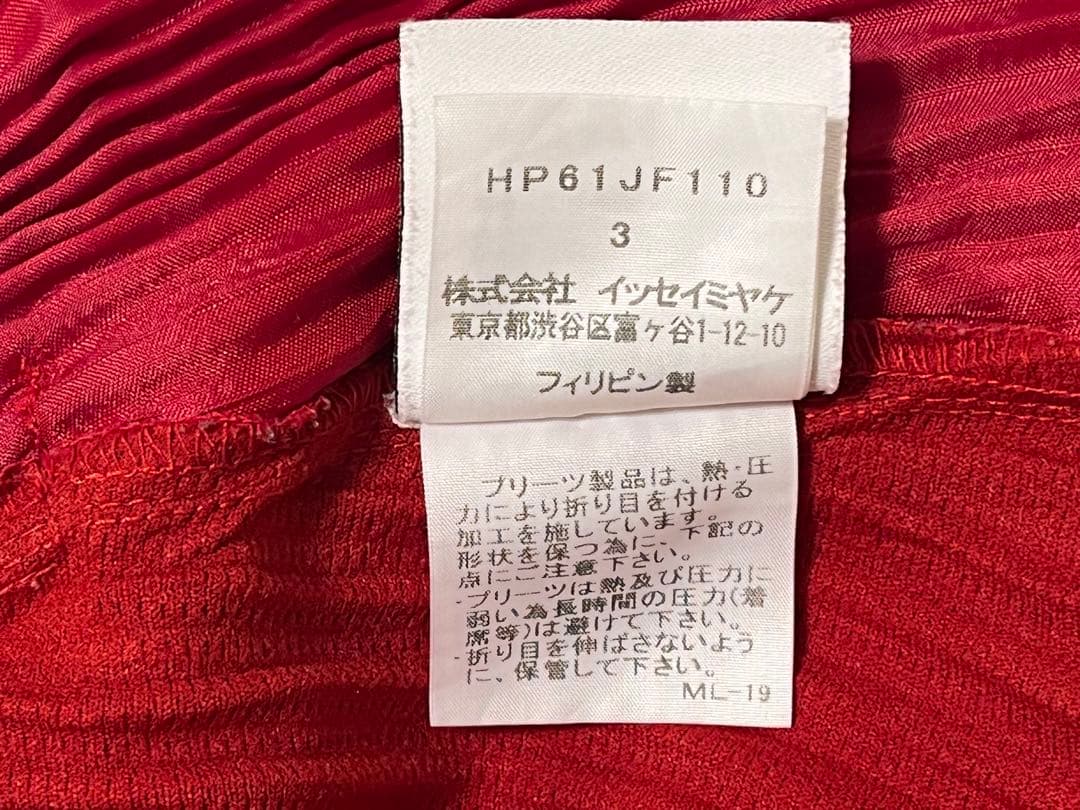 HP61JF110
3
株式会社 イッセイミヤケ
東京都渋谷区富ヶ谷1-12-10
フィリピン製
プリーツ製品は、熱・圧
力により折り目を付ける
加工を施しています。
形状を保つ為に、下記の
点にご注意下さい。
・プリーツは熱及び圧力に
弱い為長時間の圧力(着
席等)は避けて下さい。
・折り目を伸ばさないよう
に、保管して下さい。
ML-19